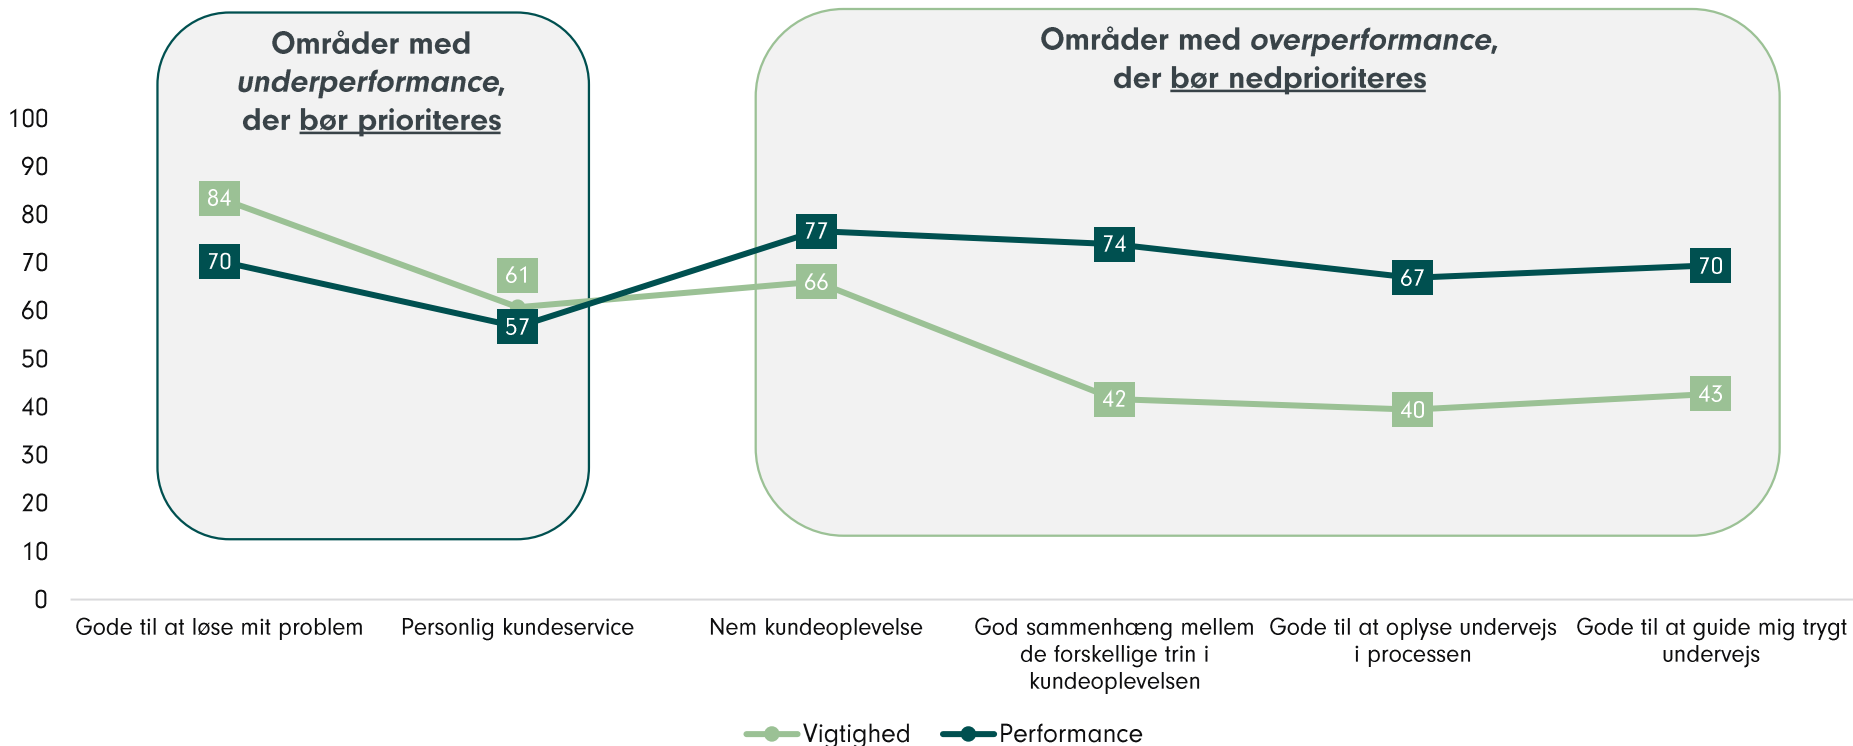 Områder med
underperformance,
der bør prioriteres
Områder med overperformance,
der bør nedprioriteres
100
90
80
70
60
50
40
30
20
10
0
84
61
66
42
40
43
70
57
77
74
67
70
Gode til at løse mit problem
Personlig kundeservice
Nem kundeoplevelse
God sammenhæng mellem
de forskellige trin i
kundeoplevelsen
Gode til at oplyse undervejs
i processen
Gode til at guide mig trygt
undervejs
Vigtighed
Performance